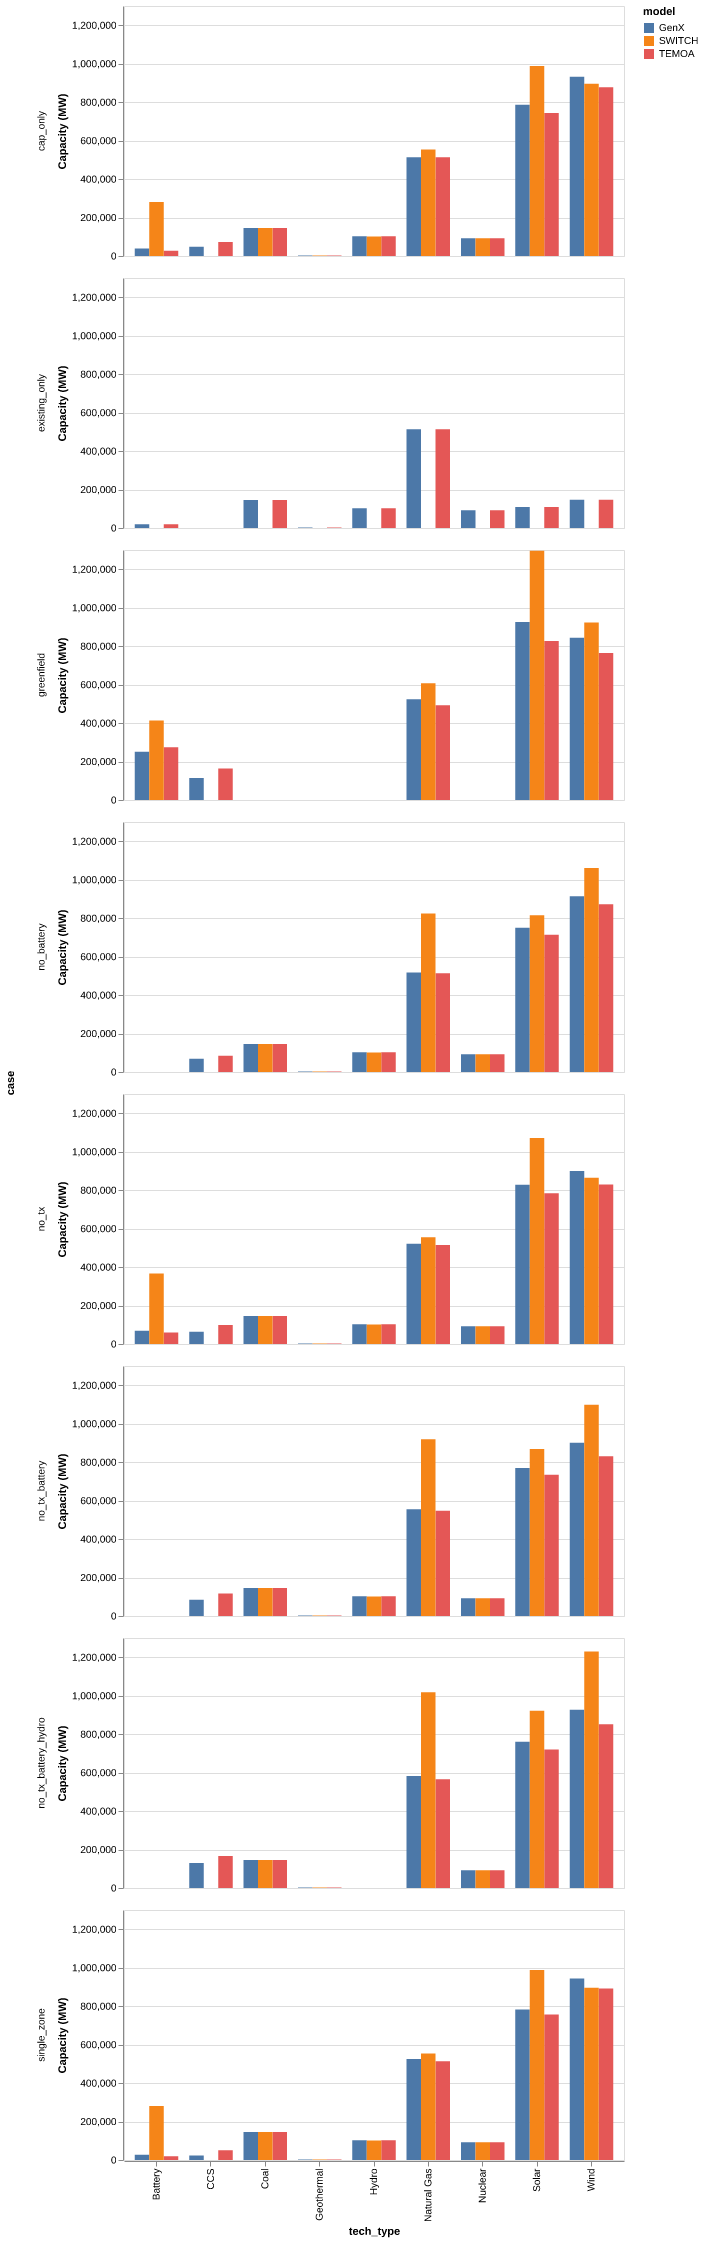 model
GenX
SWITCH
TEMOA
case
cap_only
Capacity (MW)
1,200,000
1,000,000
800,000
600,000
400,000
200,000
0
existing_only
Capacity (MW)
1,200,000
1,000,000
800,000
600,000
400,000
200,000
0
greenfield
Capacity (MW)
1,200,000
1,000,000
800,000
600,000
400,000
200,000
0
no_battery
Capacity (MW)
1,200,000
1,000,000
800,000
600,000
400,000
200,000
0
no_tx
Capacity (MW)
1,200,000
1,000,000
800,000
600,000
400,000
200,000
0
no_tx_battery
Capacity (MW)
1,200,000
1,000,000
800,000
600,000
400,000
200,000
0
no_tx_battery_hydro
Capacity (MW)
1,200,000
1,000,000
800,000
600,000
400,000
200,000
0
single_zone
Capacity (MW)
1,200,000
1,000,000
800,000
600,000
400,000
200,000
0
Battery
CCS
Coal
Geothermal
Hydro
Natural Gas
Nuclear
Solar
Wind
tech_type